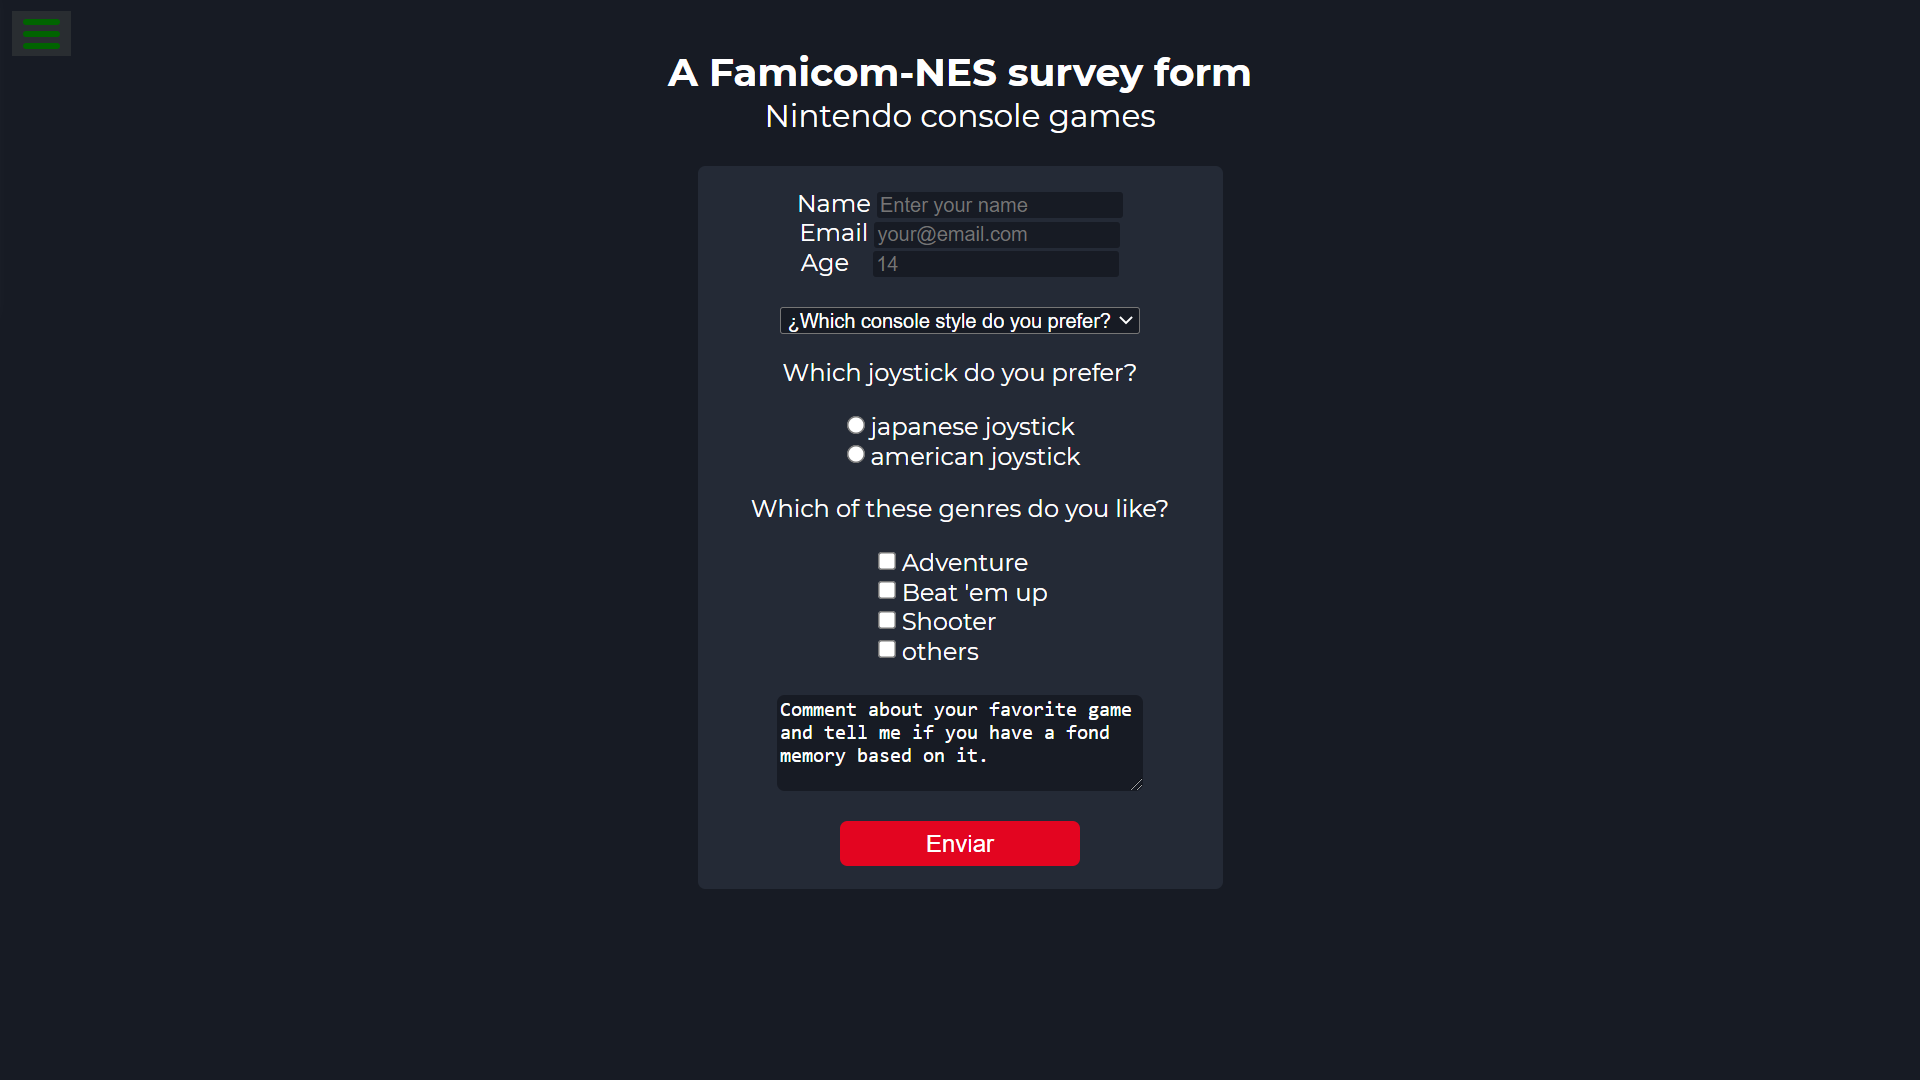 A Famicom-NES survey form
Nintendo console games
Name Enter your name
Email your@email.com
Age 14
¿Which console style do you prefer?
Which joystick do you prefer?
japanese joystick
american joystick
Which of these genres do you like?
Adventure
Beat 'em up
Shooter
others
Comment about your favorite game
and tell me if you have a fond
memory based on it.
Enviar